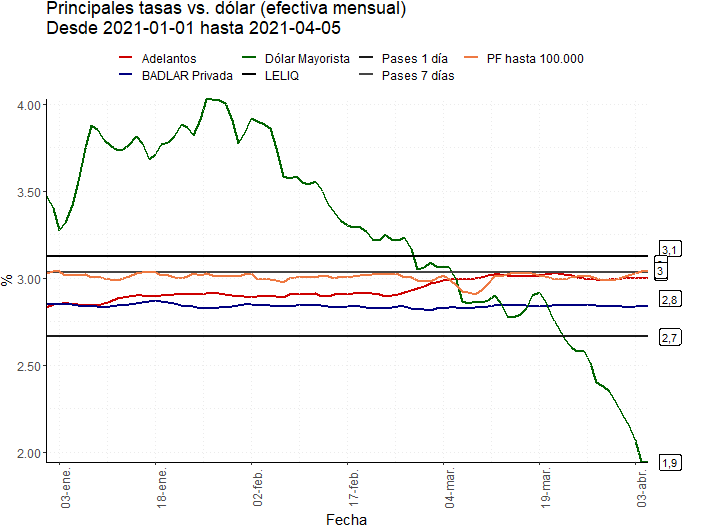 Principales tasas vs. dólar (efectiva mensual)
Desde 2021-01-01 hasta 2021-04-05
Adelantos Dólar Mayorista Pases 1 día PF hasta 100.000
BADLAR Privada LELIQ Pases 7 días
4.00
3.50
3.00
2.50
2.00
%
3,1
3
2,8
2,7
1,9
03-ene. 18-ene. 02-feb. 17-feb. 04-mar. 19-mar. 03-abr.
Fecha